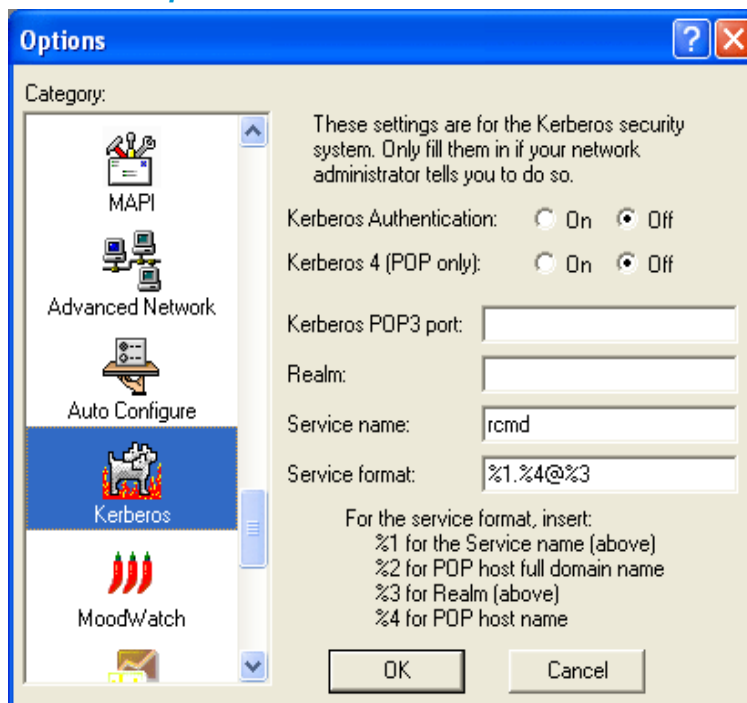 Options
Category:
MAPI
Advanced Network
Auto Configure
Kerberos
MoodWatch
These settings are for the Kerberos security
system. Only fill them in if your network
administrator tells you to do so.
Kerberos Authentication: On Off
Kerberos 4 (POP only): On Off
Kerberos POP3 port:
Realm:
Service name: rcmd
Service format: %1.%4@%3
For the service format, insert:
%1 for the Service name (above)
%2 for POP host full domain name
%3 for Realm (above)
%4 for POP host name
OK Cancel